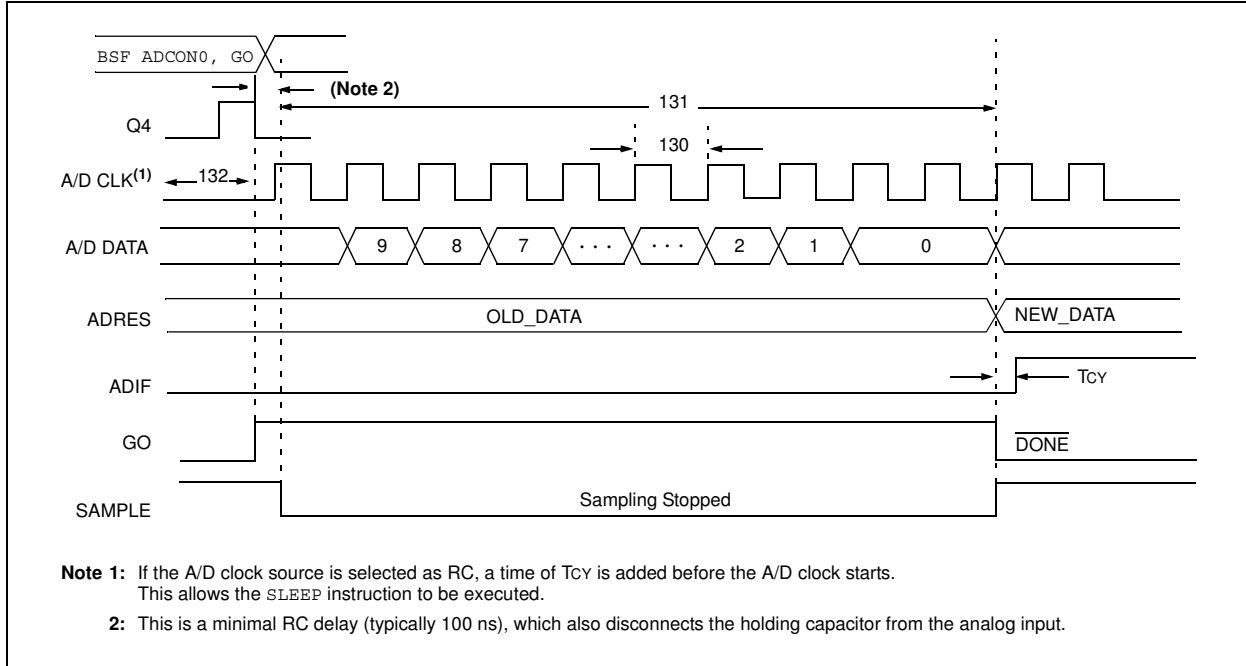 BSF ADCON0, GO
(Note 2)
131
Q4
130
A/D CLK(1)
132
A/D DATA
9 8 7 · · · · · · 2 1 0
ADRES
OLD_DATA
NEW_DATA
ADIF
TCY
GO
DONE
SAMPLE
Sampling Stopped
Note 1: If the A/D clock source is selected as RC, a time of TCY is added before the A/D clock starts.
This allows the SLEEP instruction to be executed.
2: This is a minimal RC delay (typically 100 ns), which also disconnects the holding capacitor from the analog input.